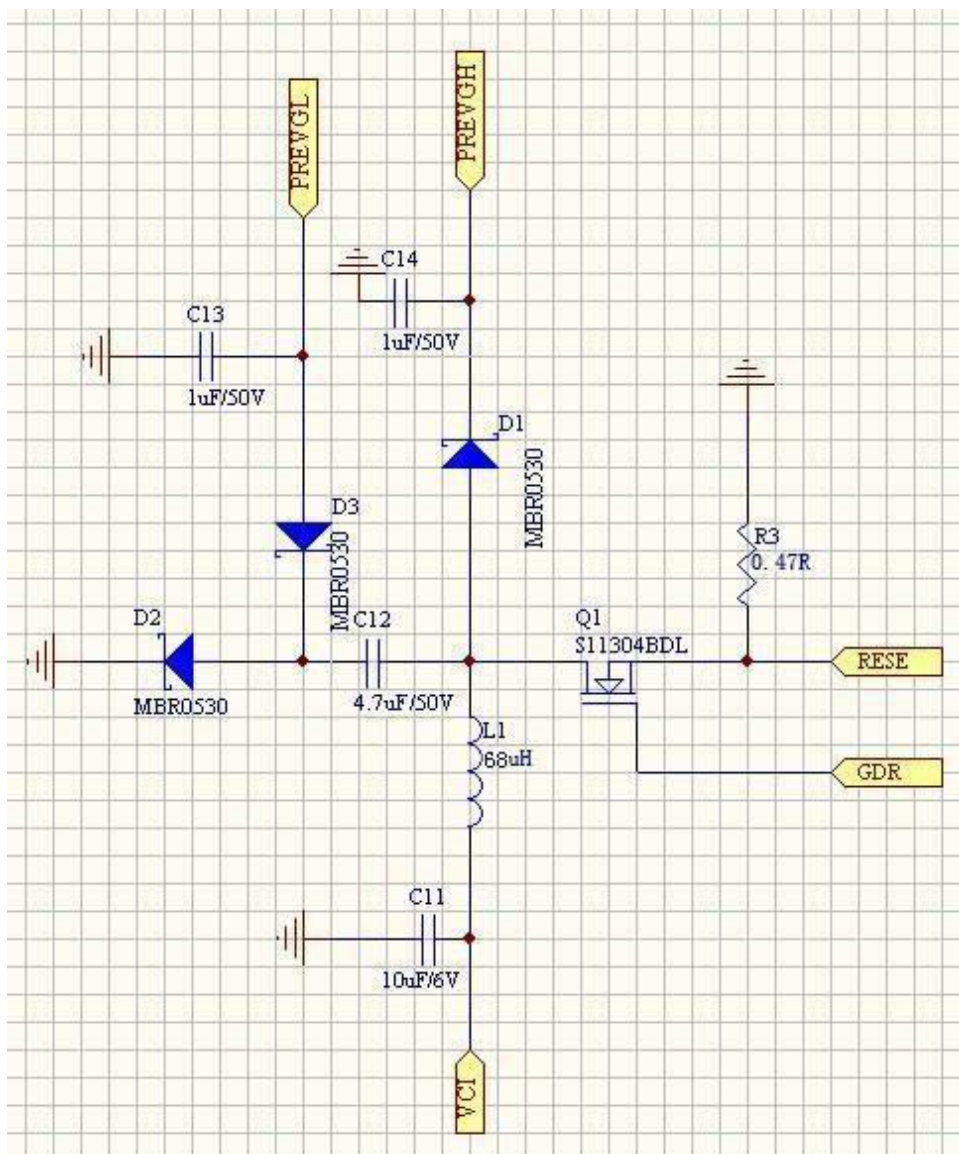 PREVGL
PREVGH
C14
1uF/50V
C13
1uF/50V
D1
MBR0530
D3
MBR0530
R3
0.47R
D2
MBR0530
C12
4.7uF/50V
Q1
S11304BDL
RESE
GDR
L1
68uH
C11
10uF/6V
VCI